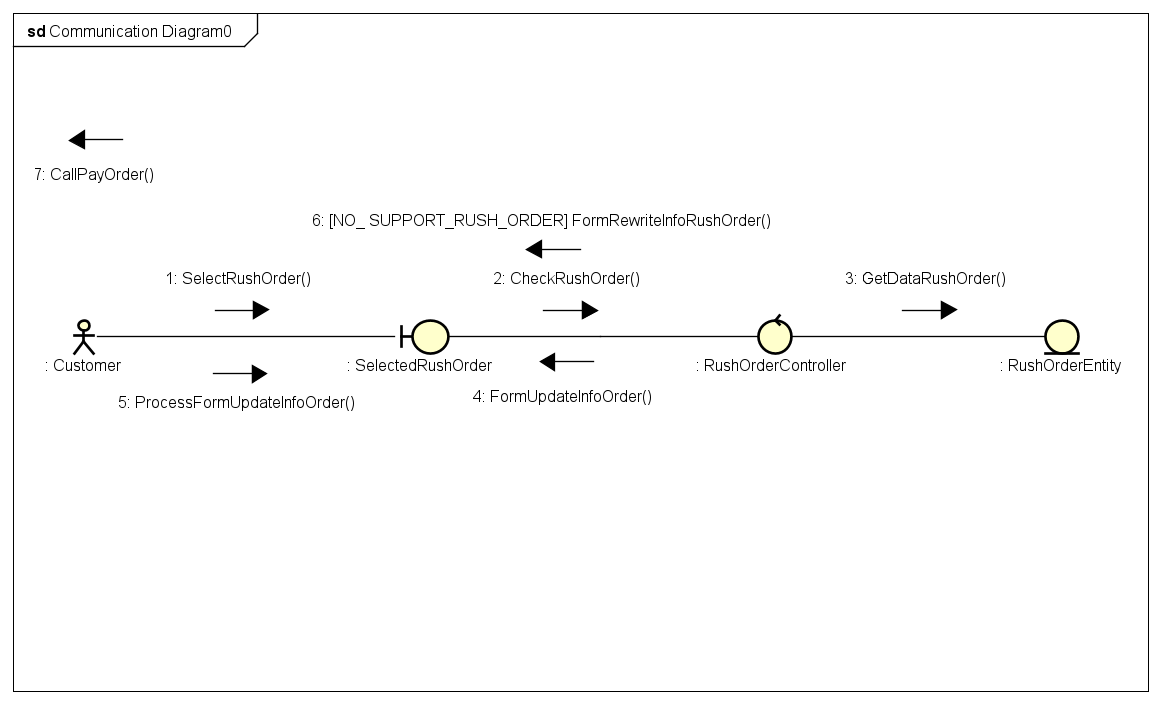 sd Communication Diagram0
7: CallPayOrder()
6: [NO_ SUPPORT_RUSH_ORDER] FormRewriteInfoRushOrder()
1: SelectRushOrder()
2: CheckRushOrder()
3: GetDataRushOrder()
: Customer
: SelectedRushOrder
: RushOrderController
: RushOrderEntity
5: ProcessFormUpdateInfoOrder()
4: FormUpdateInfoOrder()